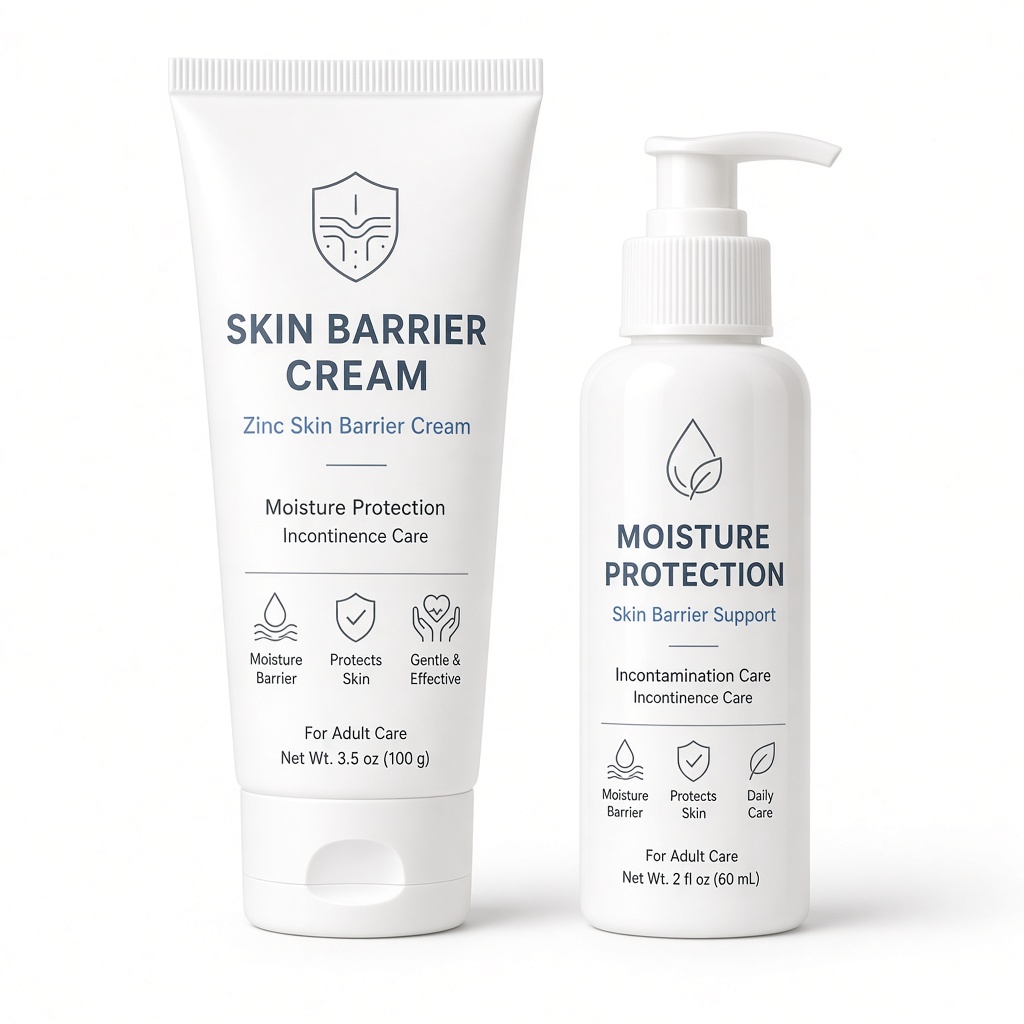 SKIN BARRIER
CREAM
Zinc Skin Barrier Cream
Moisture Protection
Incontinence Care
Moisture
Barrier
Protects
Skin
Gentle &
Effective
For Adult Care
Net Wt. 3.5 oz (100 g)
MOISTURE
PROTECTION
Skin Barrier Support
Incontamination Care
Incontinence Care
Moisture
Barrier
Protects
Skin
Daily
Care
For Adult Care
Net Wt. 2 fl oz (60 mL)